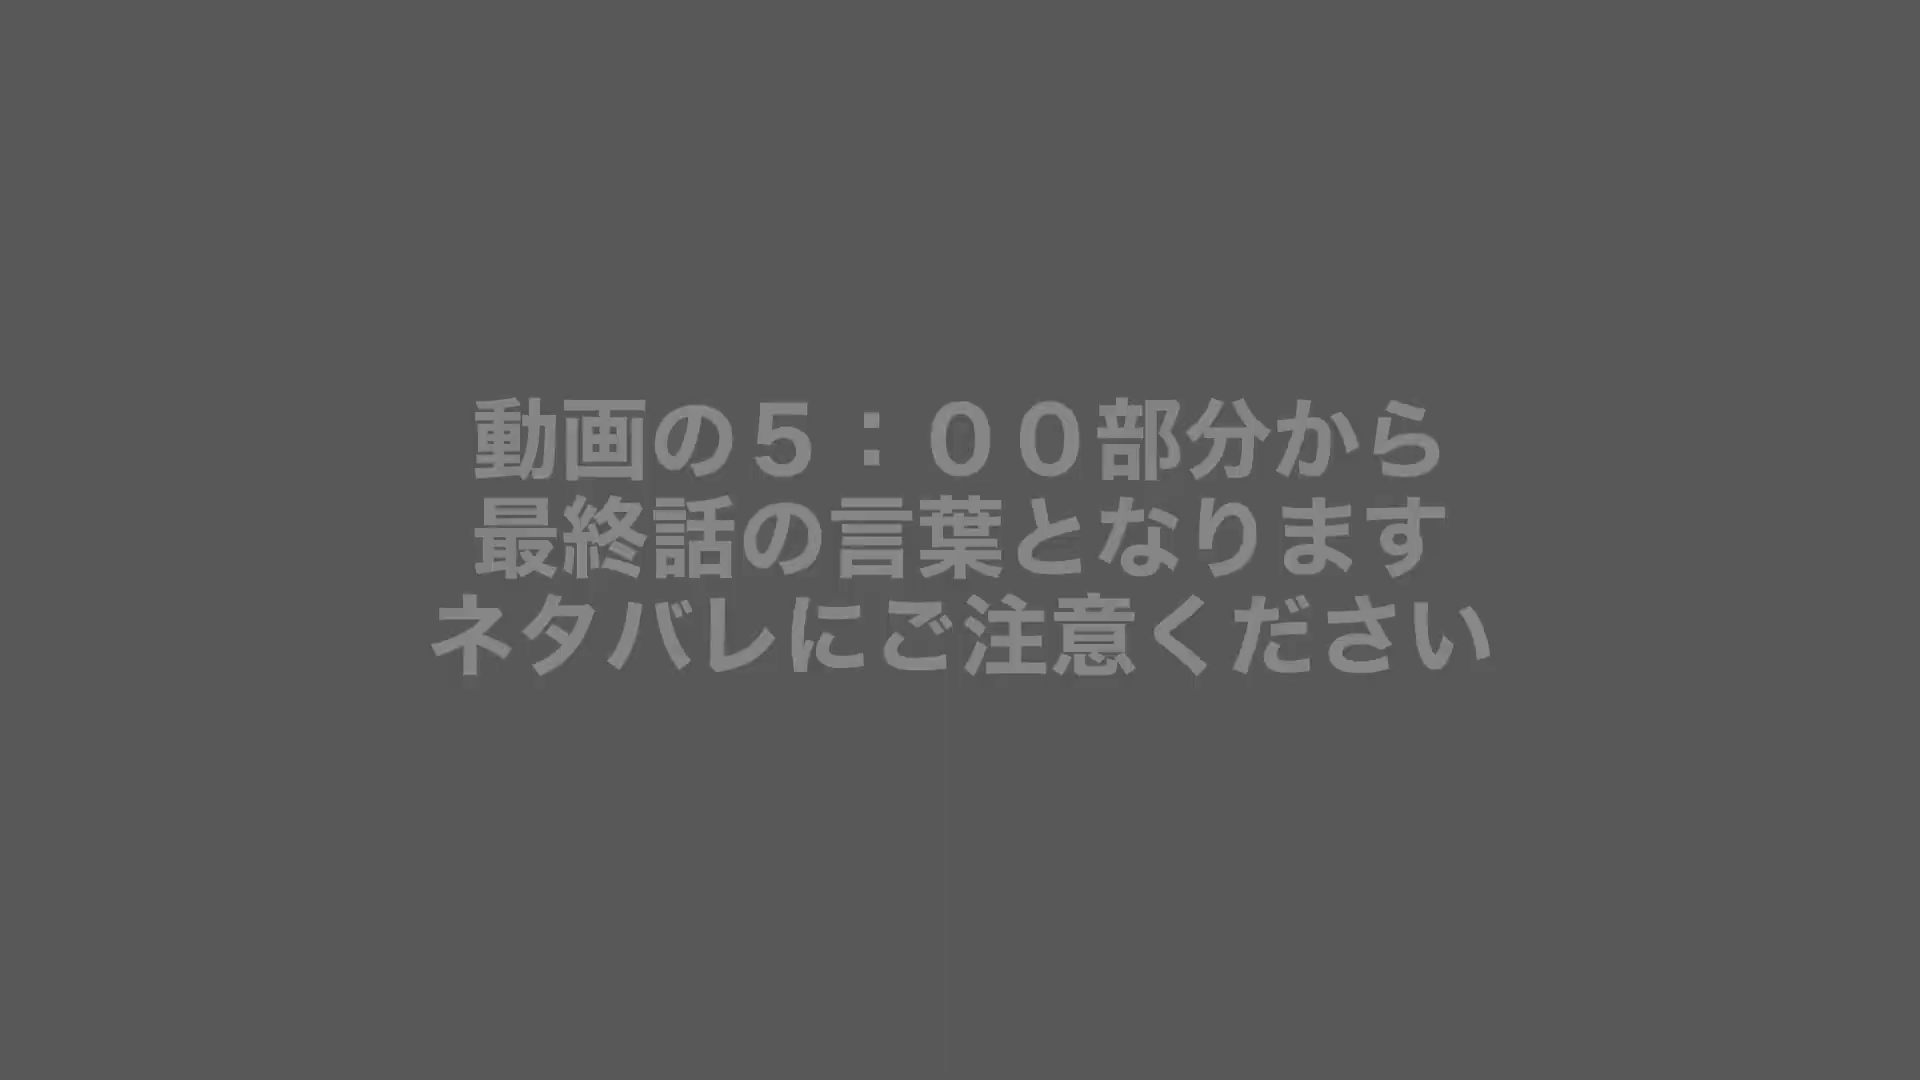 動画の５：００部分から
最終話の言葉となります
ネタバレにご注意ください